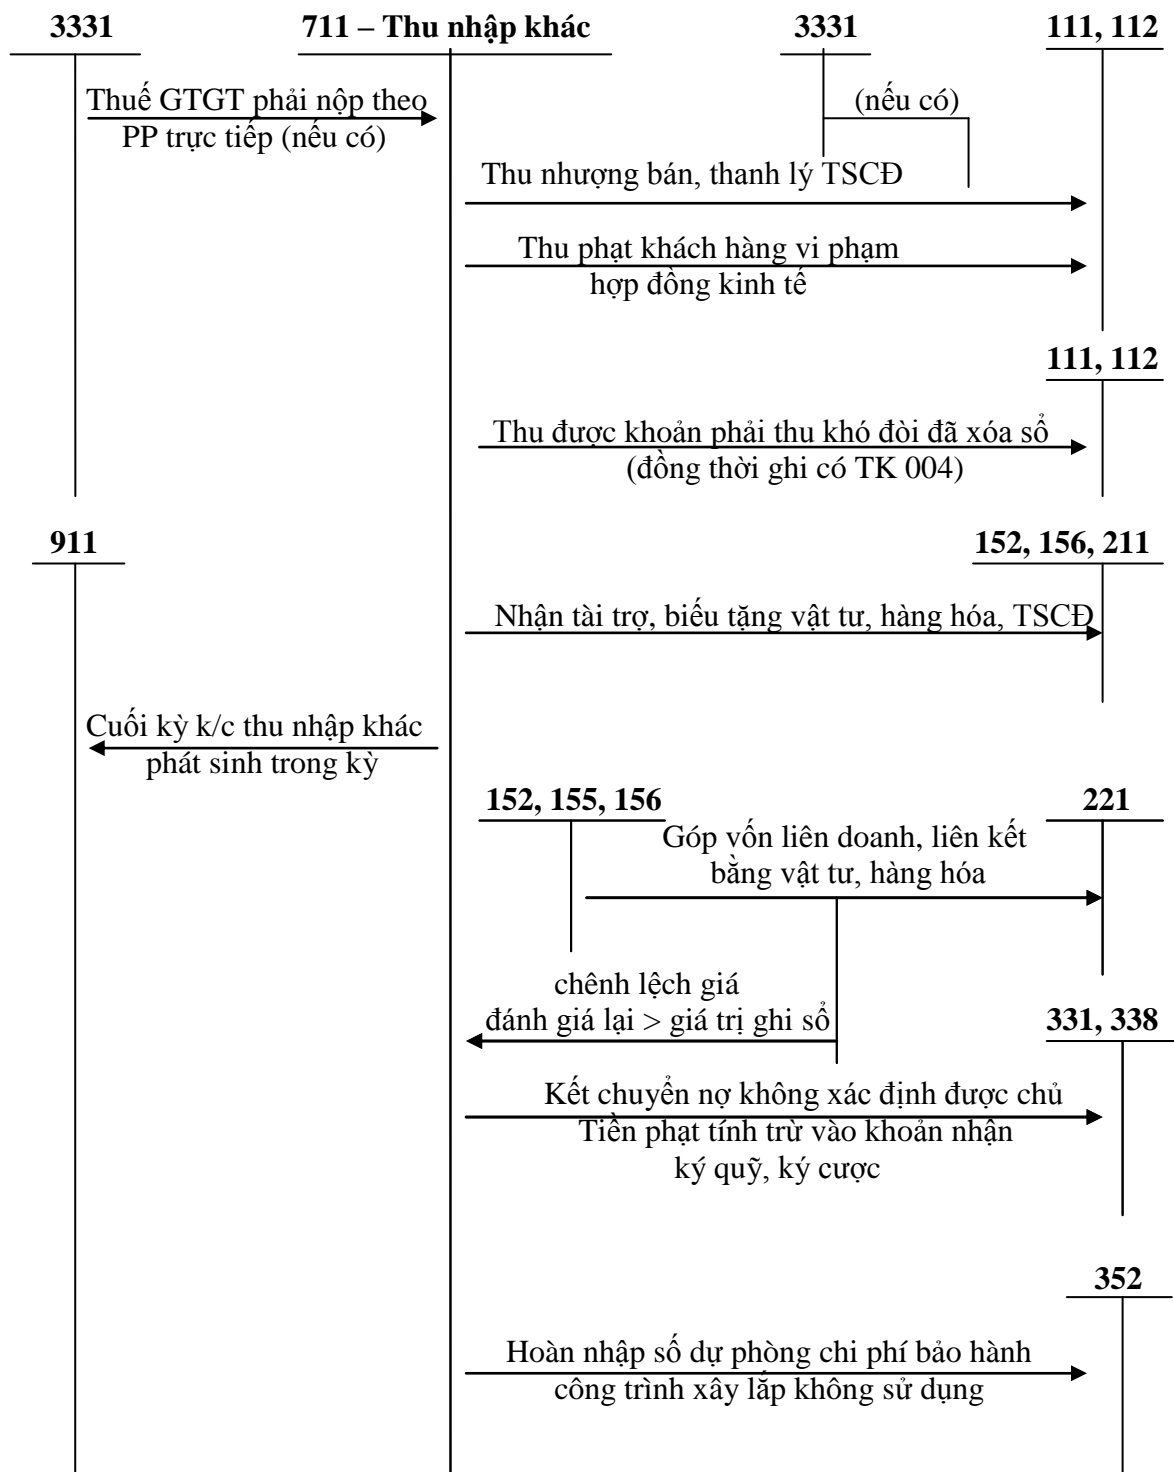 3331
711 – Thu nhập khác
3331
111, 112
Thuế GTGT phải nộp theo
PP trực tiếp (nếu có)
(nếu có)
Thu nhượng bán, thanh lý TSCĐ
Thu phạt khách hàng vi phạm
hợp đồng kinh tế
111, 112
Thu được khoản phải thu khó đòi đã xóa sổ
(đồng thời ghi có TK 004)
911
152, 156, 211
Nhận tài trợ, biếu tặng vật tư, hàng hóa, TSCĐ
Cuối kỳ k/c thu nhập khác
phát sinh trong kỳ
152, 155, 156
221
Góp vốn liên doanh, liên kết
bằng vật tư, hàng hóa
chênh lệch giá
đánh giá lại > giá trị ghi sổ
331, 338
Kết chuyển nợ không xác định được chủ
Tiền phạt tính trừ vào khoản nhận
ký quỹ, ký cược
352
Hoàn nhập số dự phòng chi phí bảo hành
công trình xây lắp không sử dụng